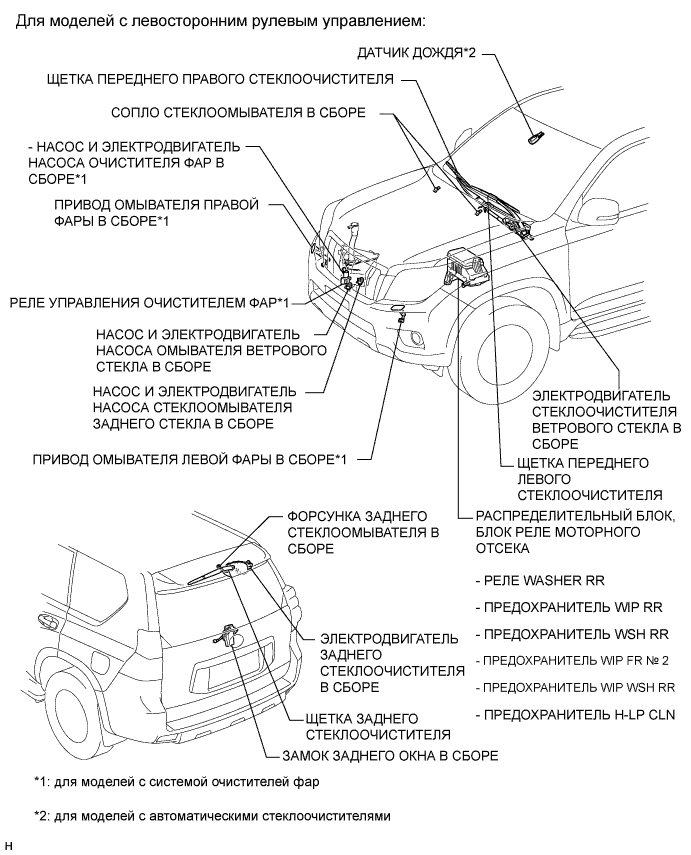 Для моделей с левосторонним рулевым управлением:
ДАТЧИК ДОЖДЯ*2
ЩЕТКА ПЕРЕДНЕГО ПРАВОГО СТЕКЛООЧИСТИТЕЛЯ
СОПЛО СТЕКЛООМЫВАТЕЛЯ В СБОРЕ
- НАСОС И ЭЛЕКТРОДВИГАТЕЛЬ
НАСОСА ОЧИСТИТЕЛЯ ФАР В
СБОРЕ*1
ПРИВОД ОМЫВАТЕЛЯ ПРАВОЙ
ФАРЫ В СБОРЕ*1
РЕЛЕ УПРАВЛЕНИЯ ОЧИСТИТЕЛЕМ ФАР*1
НАСОС И ЭЛЕКТРОДВИГАТЕЛЬ
НАСОСА ОМЫВАТЕЛЯ ВЕТРОВОГО
СТЕКЛА В СБОРЕ
НАСОС И ЭЛЕКТРОДВИГАТЕЛЬ
НАСОСА СТЕКЛООМЫВАТЕЛЯ
ЗАДНЕГО СТЕКЛА В СБОРЕ
ПРИВОД ОМЫВАТЕЛЯ ЛЕВОЙ ФАРЫ В СБОРЕ*1
ЭЛЕКТРОДВИГАТЕЛЬ
СТЕКЛООЧИСТИТЕЛЯ
ВЕТРОВОГО СТЕКЛА В
СБОРЕ
ЩЕТКА ПЕРЕДНЕГО
ЛЕВОГО
СТЕКЛООЧИСТИТЕЛЯ
РАСПРЕДЕЛИТЕЛЬНЫЙ БЛОК,
БЛОК РЕЛЕ МОТОРНОГО
ОТСЕКА
- РЕЛЕ WASHER RR
- ПРЕДОХРАНИТЕЛЬ WIP RR
- ПРЕДОХРАНИТЕЛЬ WSH RR
- ПРЕДОХРАНИТЕЛЬ WIP FR № 2
- ПРЕДОХРАНИТЕЛЬ WIP WSH RR
- ПРЕДОХРАНИТЕЛЬ H-LP CLN
ФОРСУНКА ЗАДНЕГО
СТЕКЛООМЫВАТЕЛЯ В
СБОРЕ
ЭЛЕКТРОДВИГАТЕЛЬ
ЗАДНЕГО
СТЕКЛООЧИСТИТЕЛЯ
В СБОРЕ
ЩЕТКА ЗАДНЕГО
СТЕКЛООЧИСТИТЕЛЯ
ЗАМОК ЗАДНЕГО ОКНА В СБОРЕ
*1: для моделей с системой очистителей фар
*2: для моделей с автоматическими стеклоочистителями
Н